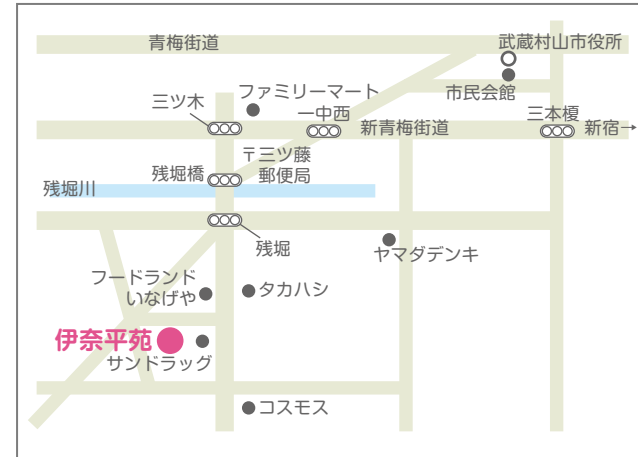 青梅街道
武蔵村山市役所
ファミリーマート
市民会館
三ツ木
一中西
三本榎
新青梅街道
新宿→
残堀橋
〒三ツ藤
郵便局
残堀川
残堀
ヤマダデンキ
フードランド
いなげや
タカハシ
伊奈平苑
サンドラッグ
コスモス